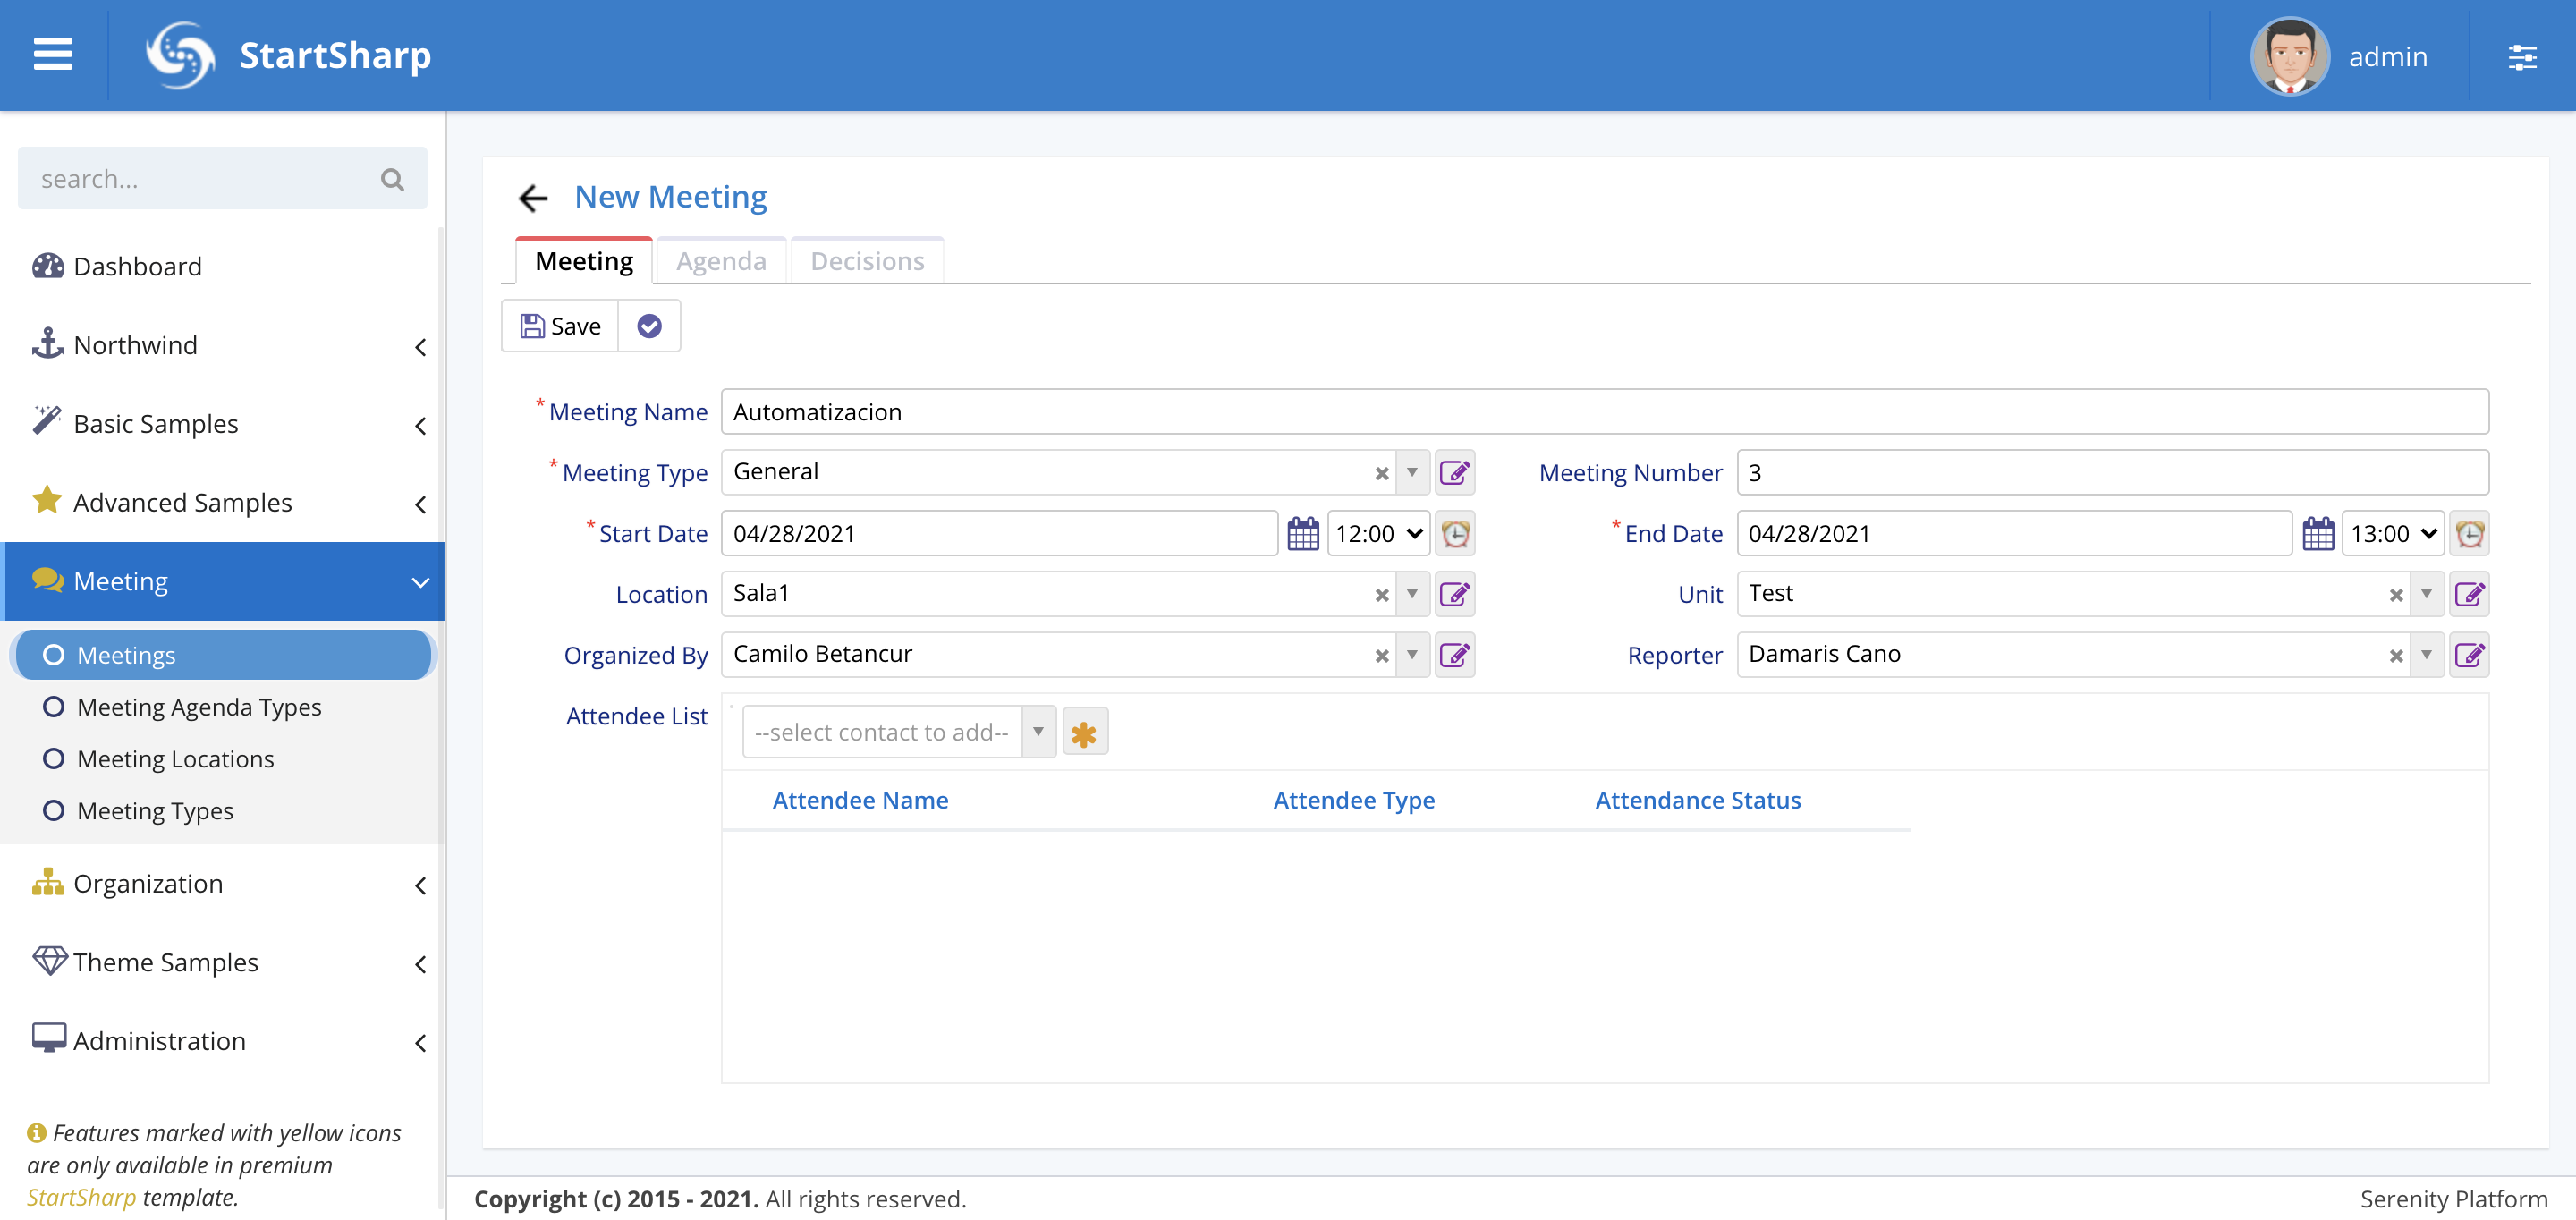 StartSharp
admin
search...
Dashboard
Northwind
Basic Samples
Advanced Samples
Meeting
Meetings
Meeting Agenda Types
Meeting Locations
Meeting Types
Organization
Theme Samples
Administration
Features marked with yellow icons
are only available in premium
StartSharp template.
New Meeting
Meeting Agenda Decisions
Save
* Meeting Name Automatizacion
* Meeting Type General Meeting Number 3
* Start Date 04/28/2021 12:00 * End Date 04/28/2021 13:00
Location Sala1 Unit Test
Organized By Camilo Betancur Reporter Damaris Cano
Attendee List --select contact to add--
Attendee Name Attendee Type Attendance Status
Copyright (c) 2015 - 2021. All rights reserved. Serenity Platform